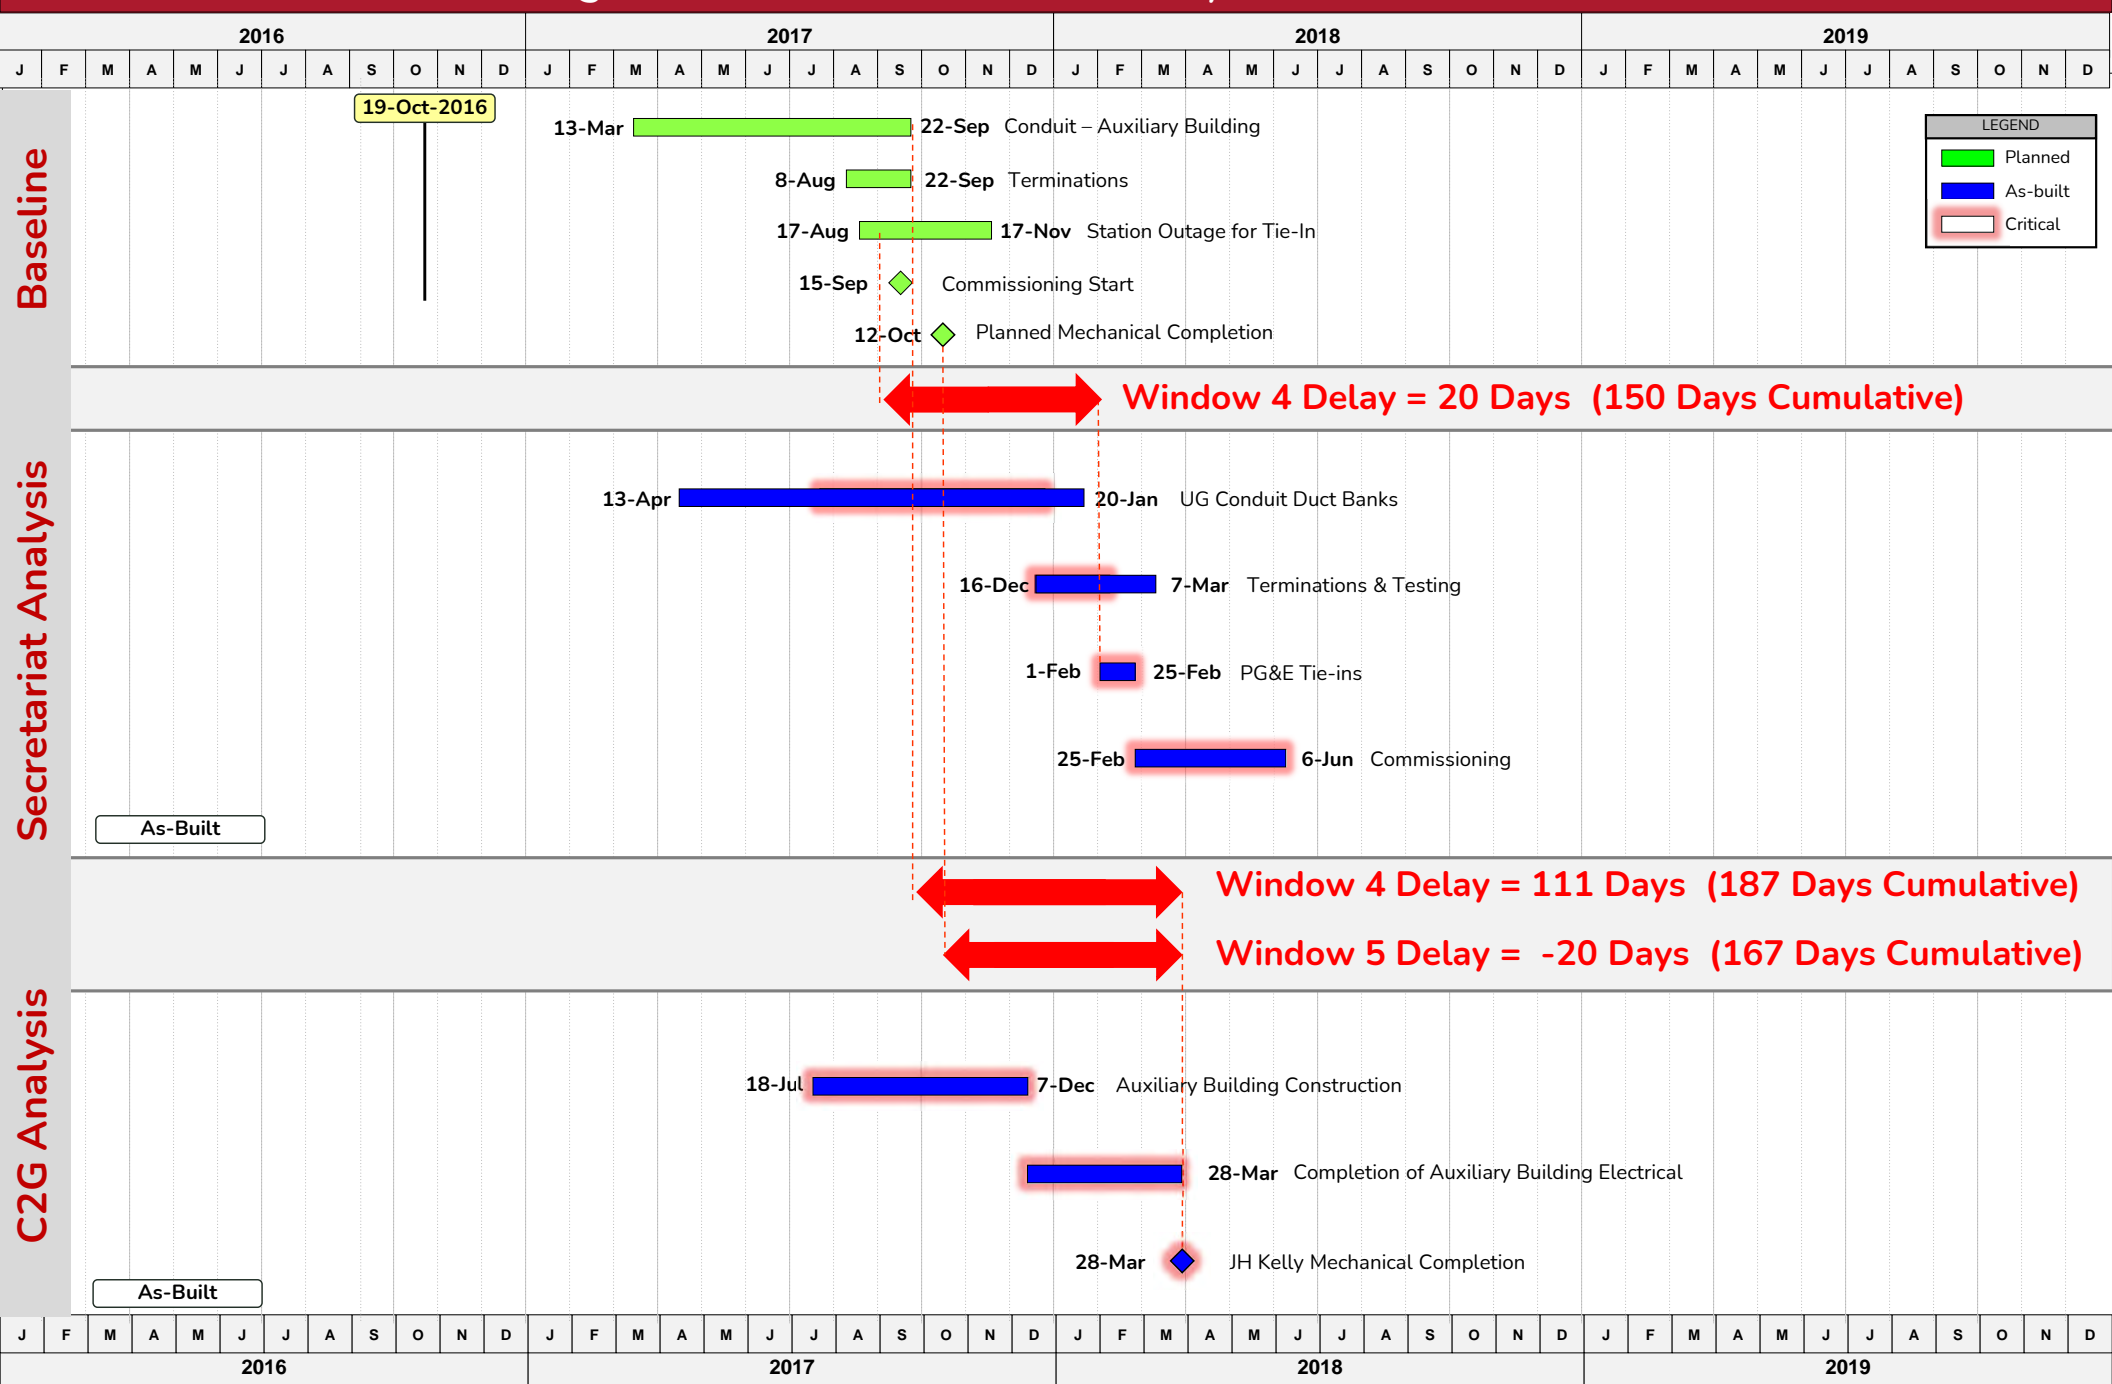 2016 2017 2018 2019
J F M A M J J A S O N D J F M A M J J A S O N D J F M A M J J A S O N D J F M A M J J A S O N D
Baseline
19-Oct-2016
13-Mar 22-Sep Conduit – Auxiliary Building
8-Aug 22-Sep Terminations
17-Aug 17-Nov Station Outage for Tie-In
15-Sep Commissioning Start
12-Oct Planned Mechanical Completion
LEGEND
Planned
As-built
Critical
Window 4 Delay = 20 Days (150 Days Cumulative)
Secretariat Analysis
13-Apr 20-Jan UG Conduit Duct Banks
16-Dec 7-Mar Terminations & Testing
1-Feb 25-Feb PG&E Tie-ins
25-Feb 6-Jun Commissioning
As-Built
Window 4 Delay = 111 Days (187 Days Cumulative)
Window 5 Delay = -20 Days (167 Days Cumulative)
C2G Analysis
18-Jul 7-Dec Auxiliary Building Construction
28-Mar Completion of Auxiliary Building Electrical
28-Mar JH Kelly Mechanical Completion
As-Built
J F M A M J J A S O N D J F M A M J J A S O N D J F M A M J J A S O N D J F M A M J J A S O N D
2016 2017 2018 2019